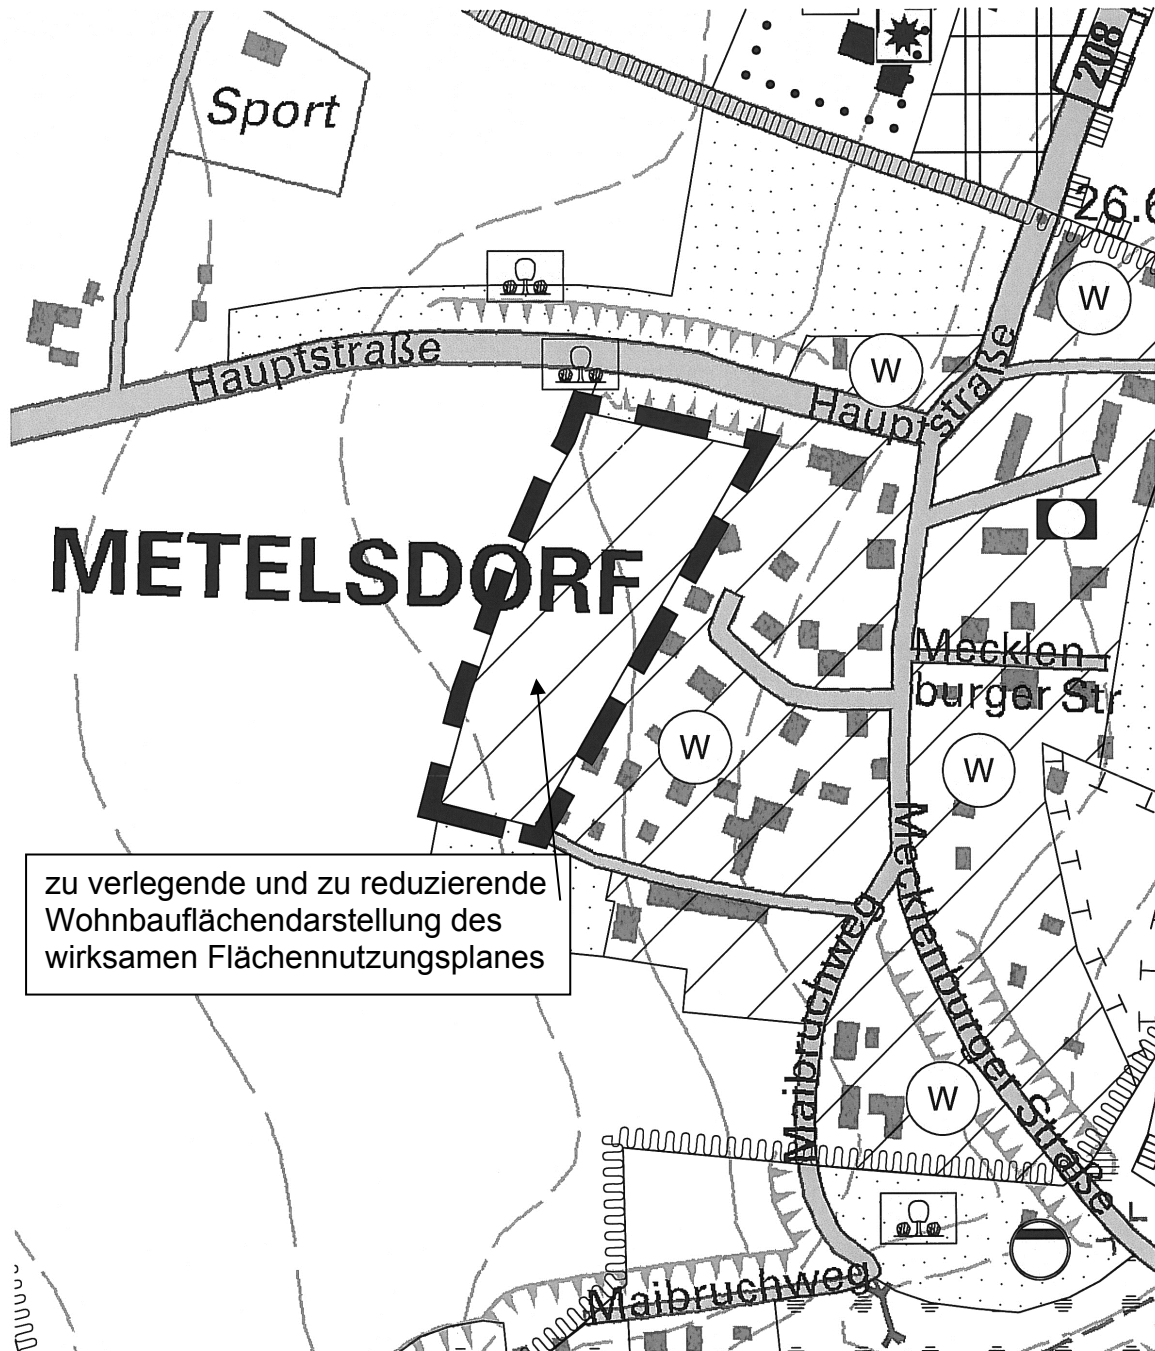 208
Sport
26.6
W
Hauptstraße
W
Hauptstraße
METELSDORF
Mecklen
burger Str
W
W
zu verlegende und zu reduzierende
Wohnbauflächendarstellung des
wirksamen Flächennutzungsplanes
Mecklenburger Straße
Maibruchweg
W
Maibruchweg